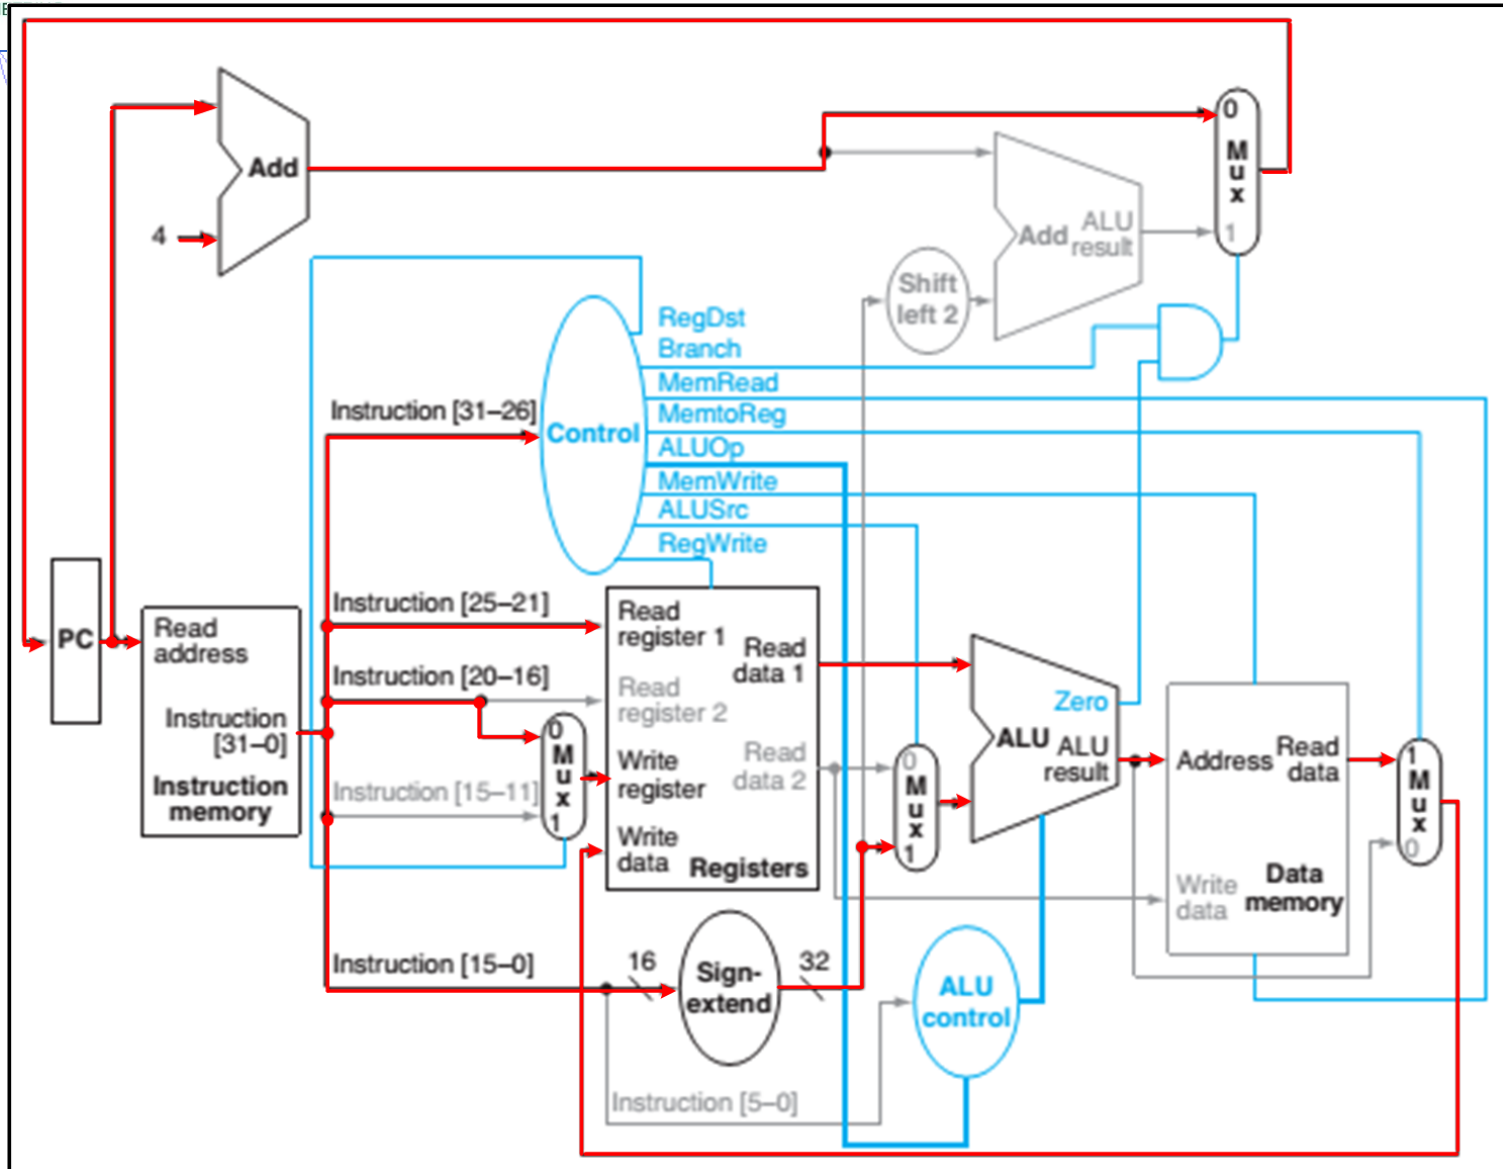 0
M
u
x
1
Add
4
Add ALU
result
Shift
left 2
RegDst
Branch
MemRead
MemtoReg
ALUOp
MemWrite
ALUSrc
RegWrite
Instruction [31–26]
Control
PC
Read
address
Instruction
[31–0]
Instruction
memory
Instruction [25–21]
Instruction [20–16]
Instruction [15–11]
0
M
u
x
1
Read
register 1
Read
register 2
Write
register
Write
data
Read
data 1
Read
data 2
Registers
0
M
u
x
1
Zero
ALU
ALU
result
Address
Read
data
Write
data
Data
memory
1
M
u
x
0
Instruction [15–0]
16
Sign-
extend
32
ALU
control
Instruction [5–0]